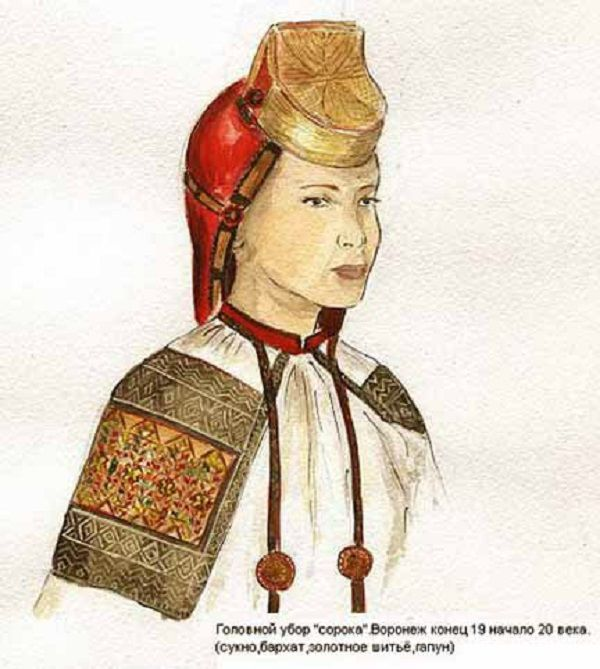 Головной убор "сорока".Воронеж конец 19 начало 20 века.
(сукно,бархат,золотное шитьё,гапун)